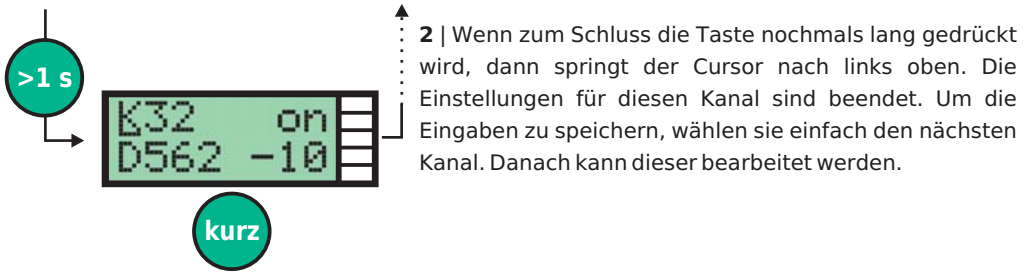 >1 s
K32 on
D562 -10
kurz
2 | Wenn zum Schluss die Taste nochmals lang gedrückt
wird, dann springt der Cursor nach links oben. Die
Einstellungen für diesen Kanal sind beendet. Um die
Eingaben zu speichern, wählen sie einfach den nächsten
Kanal. Danach kann dieser bearbeitet werden.